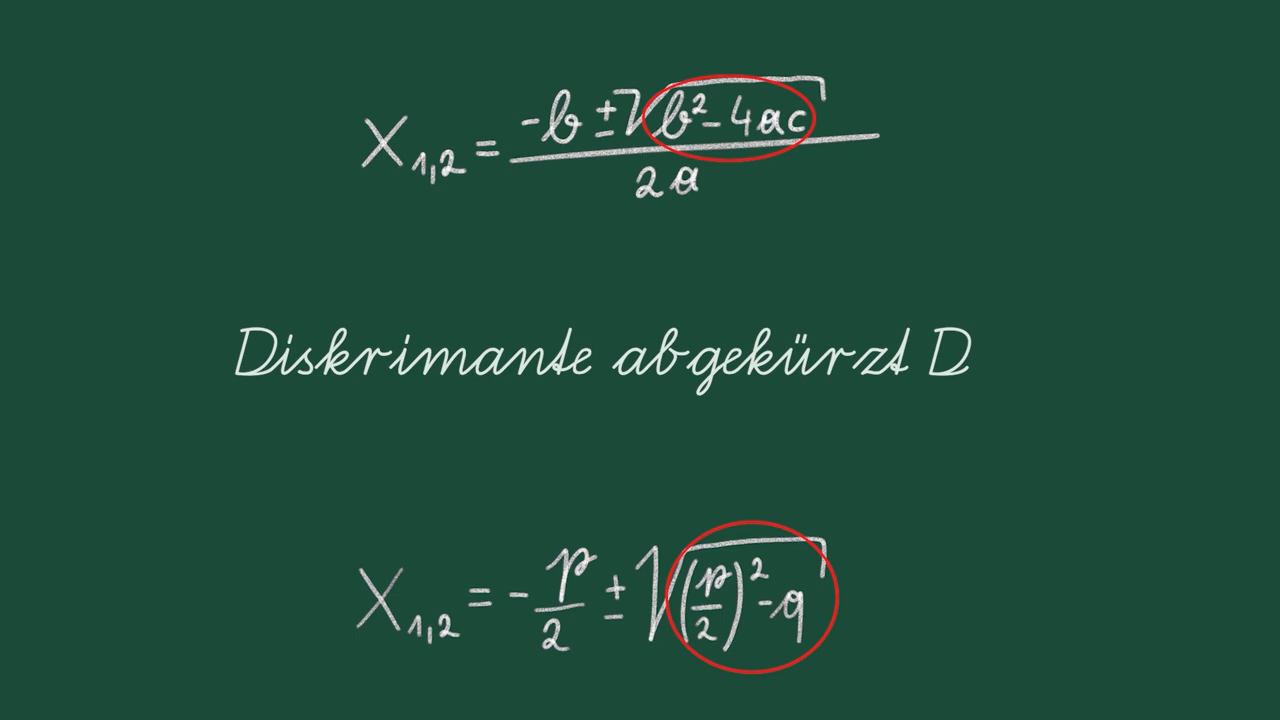 X₁,₂ = (-b ± √(b² - 4ac)) / 2a
Diskrimante abgekürzt D
X₁,₂ = - p/2 ± √((p/2)² - q)